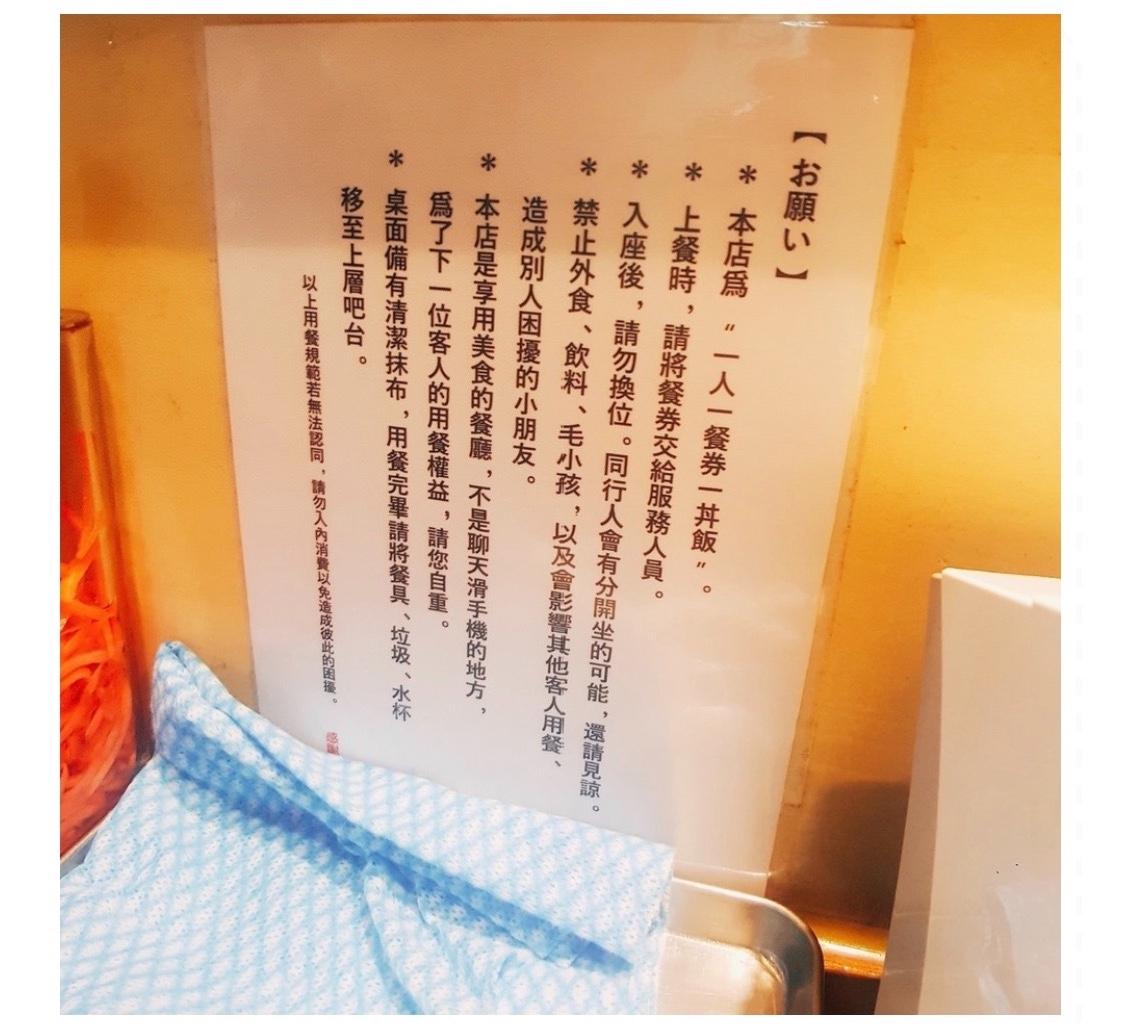 【お願い】
* 本店爲 “一人一餐券一丼飯”。
* 上餐時，請將餐券交給服務人員。
* 入座後，請勿換位。同行人會有分開坐的可能，還請見諒。
* 禁止外食、飲料、毛小孩，以及會影響其他客人用餐、
造成別人困擾的小朋友。
* 本店是享用美食的餐廳，不是聊天滑手機的地方，
爲了下一位客人的用餐權益，請您自重。
* 桌面備有清潔抹布，用餐完畢請將餐具、垃圾、水杯
移至上層吧台。
以上用餐規範若無法認同，請勿入內消費以免造成彼此的困擾。
感謝